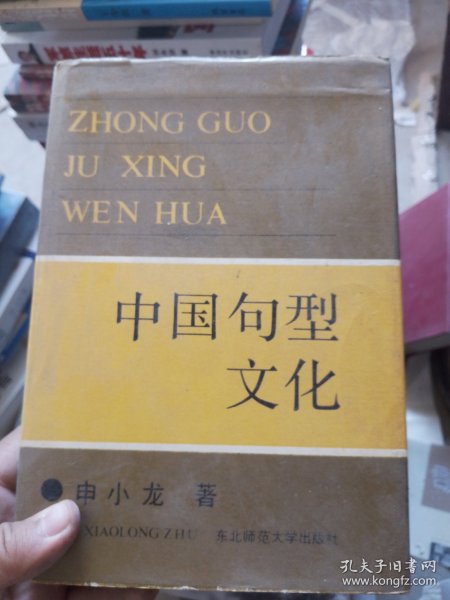 ZHONG GUO
JU XING
WEN HUA
中国句型
文化
申小龙 著
XIAOLONG ZHU 东北师范大学出版社
孔夫子旧书网
www.kongfz.com